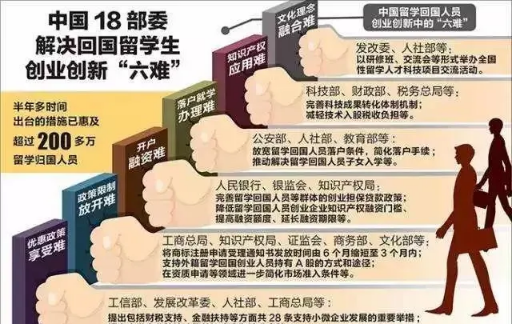 中国18部委
解决回国留学生
创业创新“六难”
半年多时间
出台的措施已惠及
超过200多万
留学归国人员
中国留学回国人员
创业创新中的“六难”
文化理念
融合难
发改委、人社部等：
以研修班、交流会等形式举办全国
性留学人才科技项目交流活动。
知识产权
应用难
科技部、财政部、税务总局等：
完善科技成果转化体制机制；
减轻技术入股税收负担等。
落户就学
办理难
公安部、人社部、教育部等：
放宽留学回国人员落户条件，简化落户手续；
推动解决留学回国人员子女入学等。
开户
融资难
人民银行、银监会、知识产权局：
完善留学回国人员等群体的创业担保贷款政策；
降低留学回国人员创业企业知识产权融资门槛、
提高融资额度、延长融资期限等。
政策限制
放开难
工商总局、知识产权局、证监会、商务部、文化部等：
将商标注册申请受理通知书发放时间由6个月缩短至3个月内；
支持外籍留学回国创业人员持有A股的方式和途径；
在资质申请等领域进一步简化市场准入条件等。
优惠政策
享受难
工信部、发展改革委、人社部、工商总局等：
提出包括财税支持、金融扶持等方面共28条支持小微企业发展的重要举措；